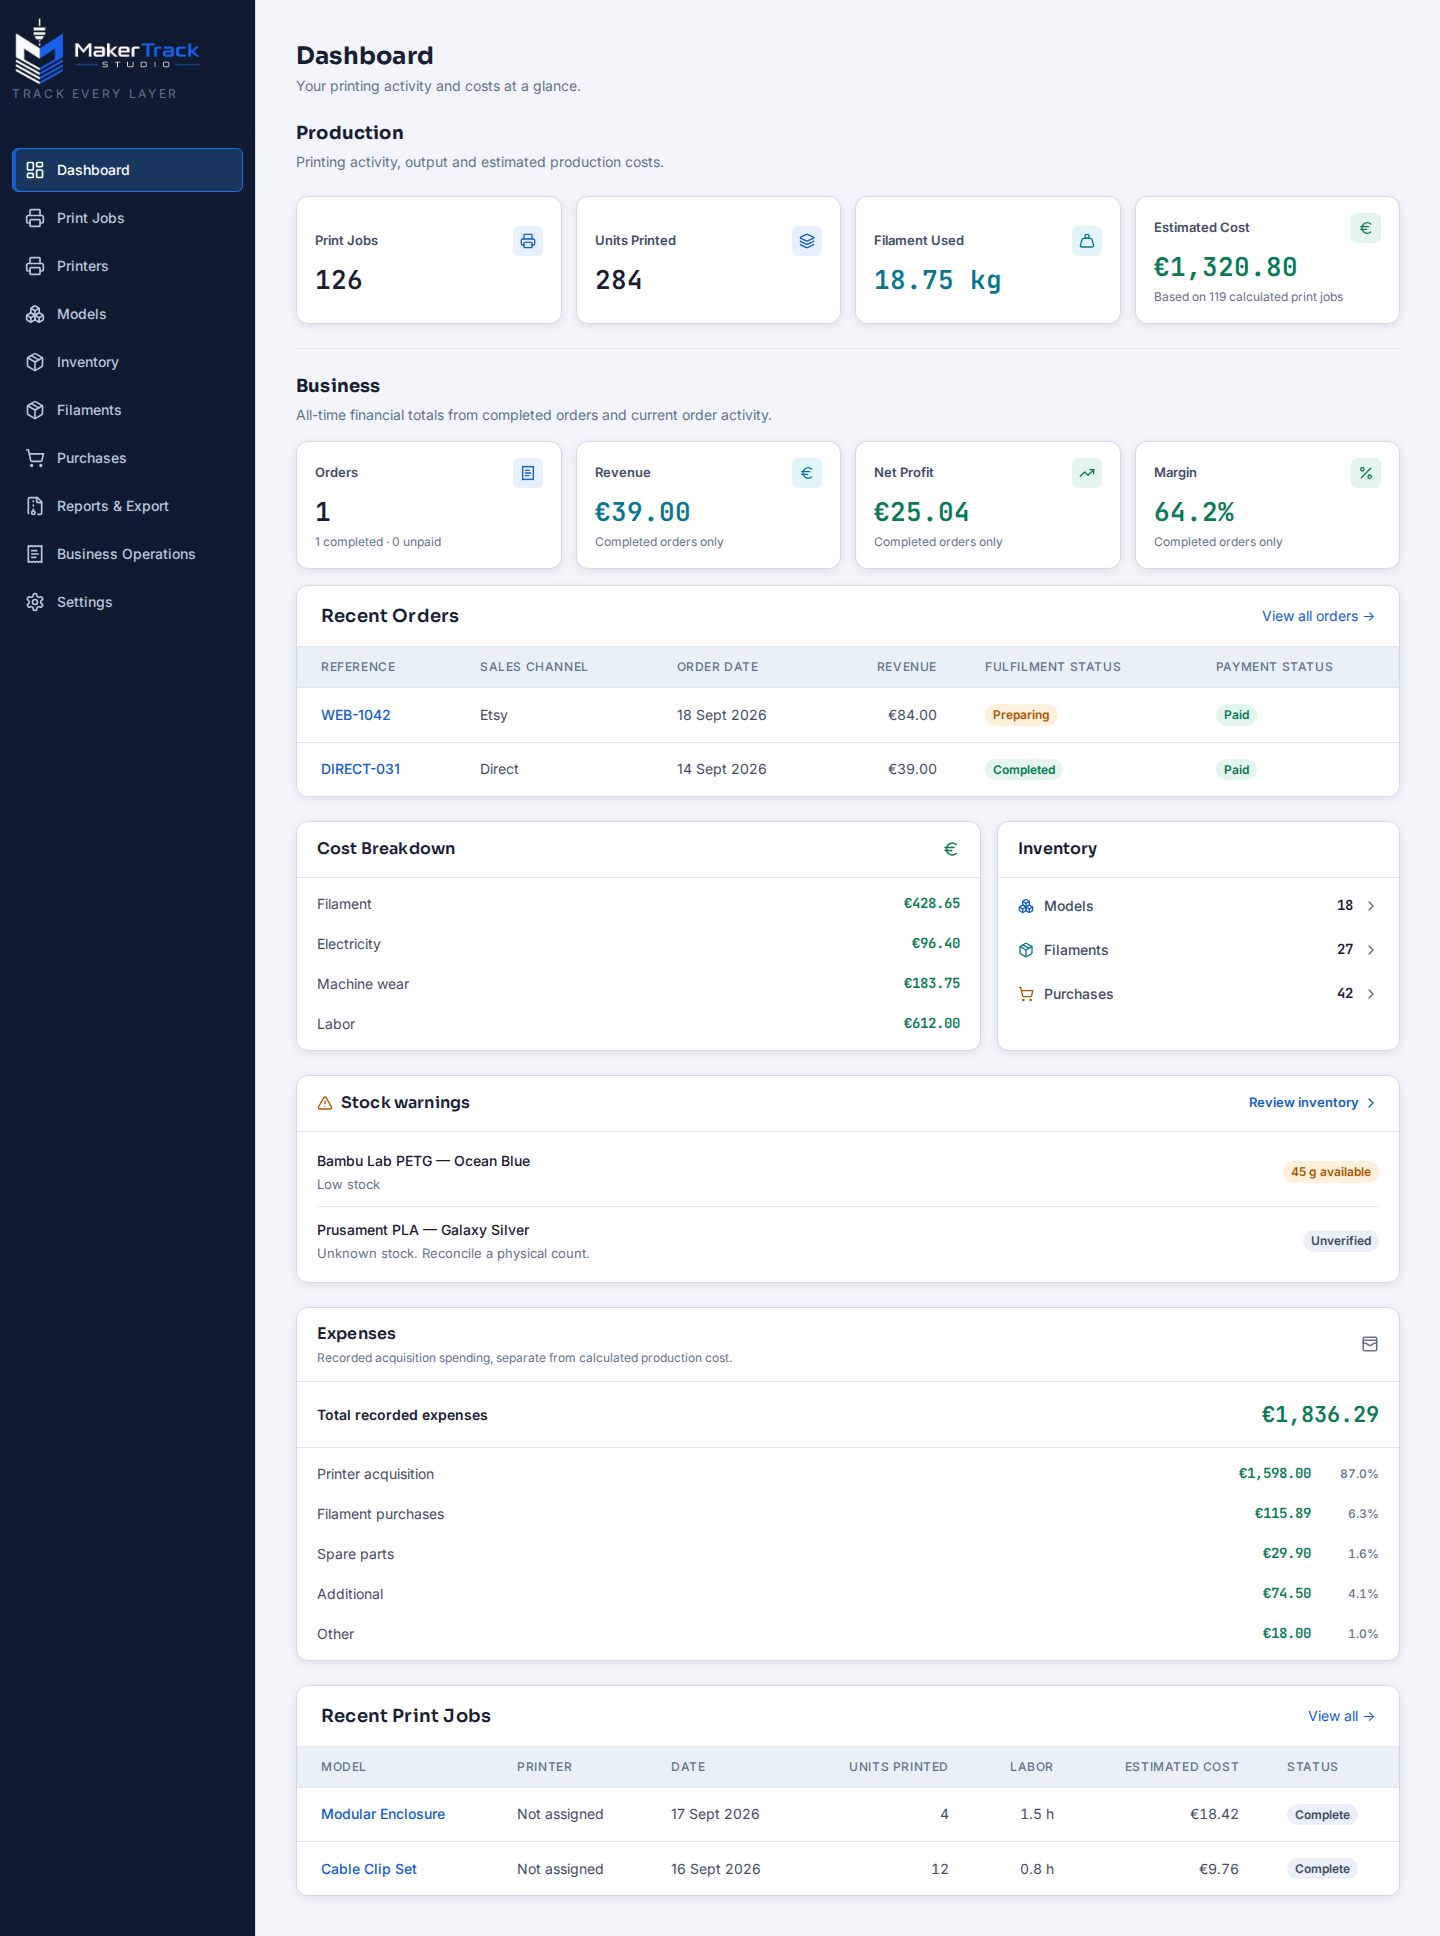 MakerTrack
STUDIO
TRACK EVERY LAYER
Dashboard
Print Jobs
Printers
Models
Inventory
Filaments
Purchases
Reports & Export
Business Operations
Settings
Dashboard
Your printing activity and costs at a glance.
Production
Printing activity, output and estimated production costs.
Print Jobs
126
Units Printed
284
Filament Used
18.75 kg
Estimated Cost
€1,320.80
Based on 119 calculated print jobs
Business
All-time financial totals from completed orders and current order activity.
Orders
1
1 completed · 0 unpaid
Revenue
€39.00
Completed orders only
Net Profit
€25.04
Completed orders only
Margin
64.2%
Completed orders only
Recent Orders
View all orders →
REFERENCE SALES CHANNEL ORDER DATE REVENUE FULFILMENT STATUS PAYMENT STATUS
WEB-1042 Etsy 18 Sept 2026 €84.00 Preparing Paid
DIRECT-031 Direct 14 Sept 2026 €39.00 Completed Paid
Cost Breakdown
Filament €428.65
Electricity €96.40
Machine wear €183.75
Labor €612.00
Inventory
Models 18
Filaments 27
Purchases 42
Stock warnings
Review inventory
Bambu Lab PETG — Ocean Blue
Low stock
45 g available
Prusament PLA — Galaxy Silver
Unknown stock. Reconcile a physical count.
Unverified
Expenses
Recorded acquisition spending, separate from calculated production cost.
Total recorded expenses €1,836.29
Printer acquisition €1,598.00 87.0%
Filament purchases €115.89 6.3%
Spare parts €29.90 1.6%
Additional €74.50 4.1%
Other €18.00 1.0%
Recent Print Jobs
View all →
MODEL PRINTER DATE UNITS PRINTED LABOR ESTIMATED COST STATUS
Modular Enclosure Not assigned 17 Sept 2026 4 1.5 h €18.42 Complete
Cable Clip Set Not assigned 16 Sept 2026 12 0.8 h €9.76 Complete